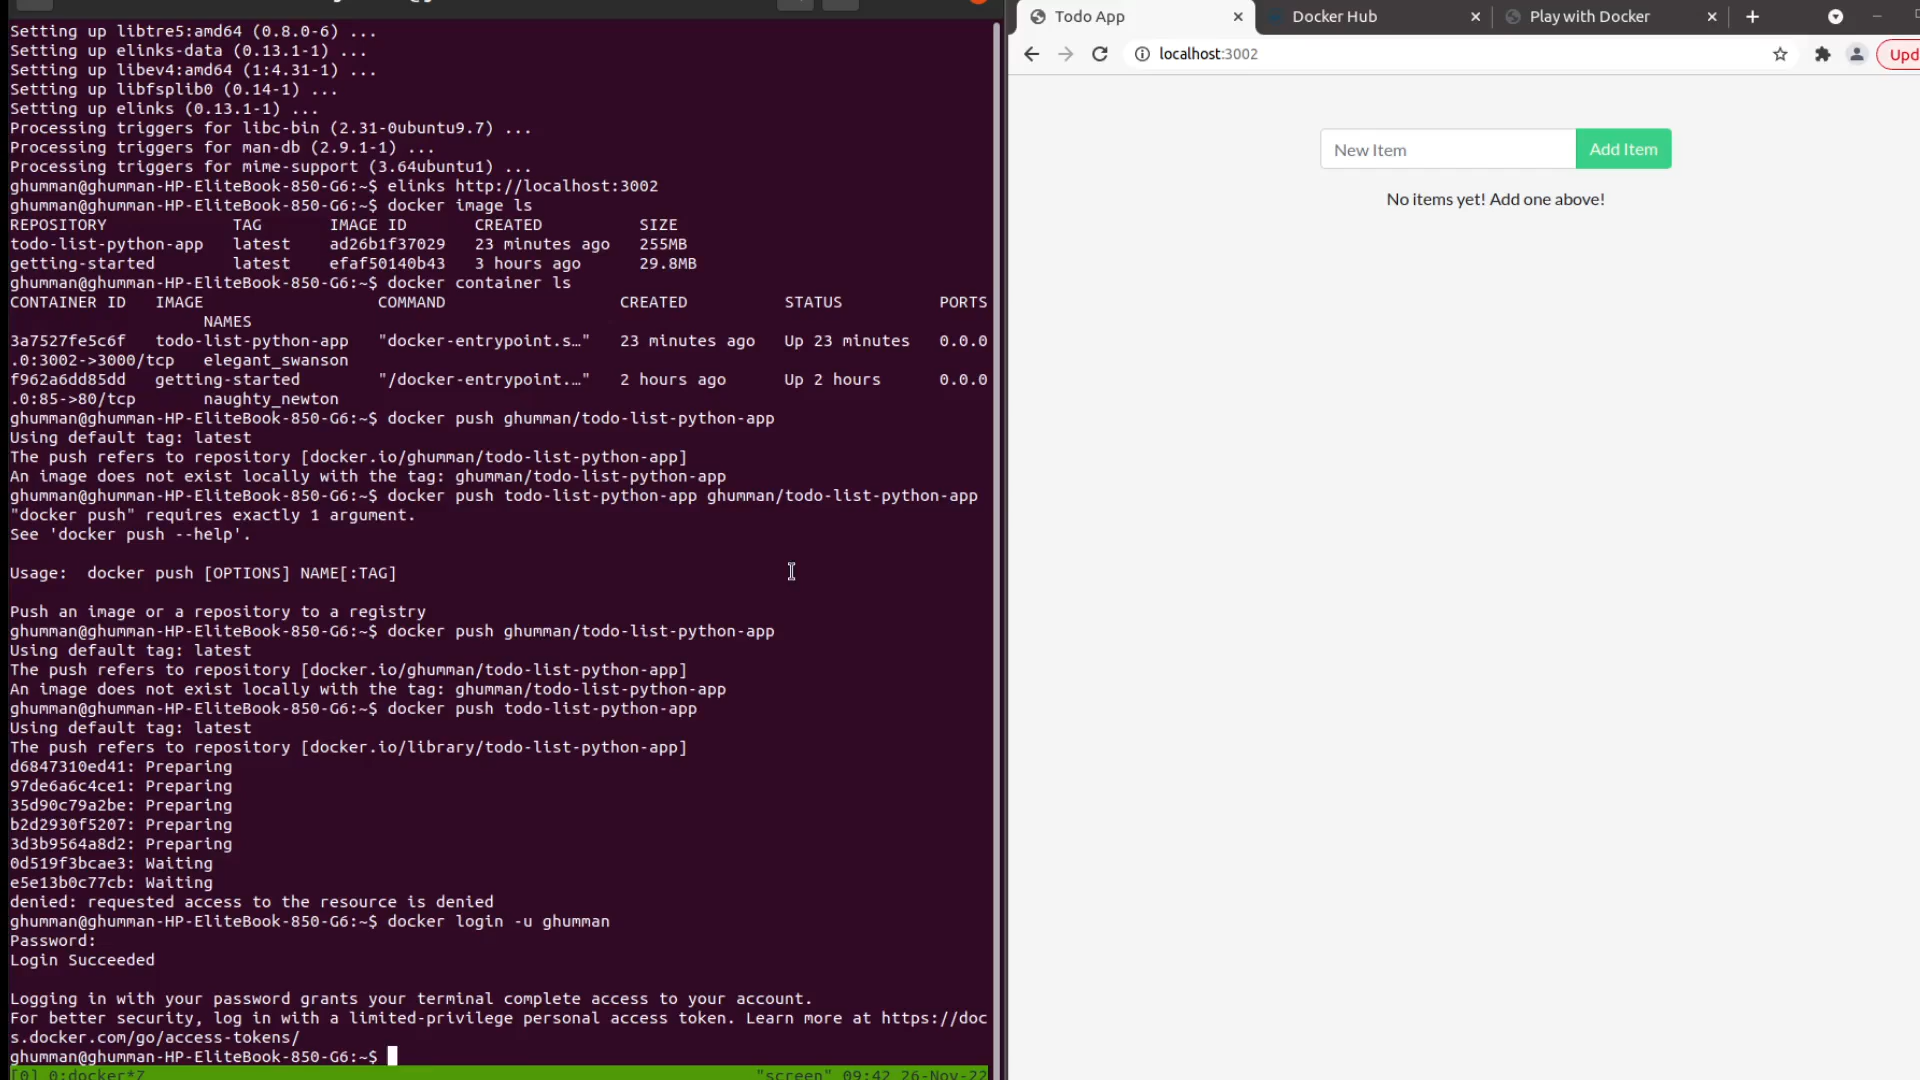 Setting up libtre5:amd64 (0.8.0-6) ...
Setting up elinks-data (0.13.1-1) ...
Setting up libev4:amd64 (1:4.31-1) ...
Setting up libfsplib0 (0.14-1) ...
Setting up elinks (0.13.1-1) ...
Processing triggers for libc-bin (2.31-0ubuntu9.7) ...
Processing triggers for man-db (2.9.1-1) ...
Processing triggers for mime-support (3.64ubuntu1) ...
ghumman@ghumman-HP-EliteBook-850-G6:~$ elinks http://localhost:3002
ghumman@ghumman-HP-EliteBook-850-G6:~$ docker image ls
REPOSITORY TAG IMAGE ID CREATED SIZE
todo-list-python-app latest ad26b1f37029 23 minutes ago 255MB
getting-started latest efaf50140b43 3 hours ago 29.8MB
ghumman@ghumman-HP-EliteBook-850-G6:~$ docker container ls
CONTAINER ID IMAGE COMMAND CREATED STATUS PORTS
NAMES
3a7527fe5c6f todo-list-python-app "docker-entrypoint.s…" 23 minutes ago Up 23 minutes 0.0.0
.0:3002->3000/tcp elegant_swanson
f962a6dd85dd getting-started "/docker-entrypoint.…" 2 hours ago Up 2 hours 0.0.0
.0:85->80/tcp naughty_newton
ghumman@ghumman-HP-EliteBook-850-G6:~$ docker push ghumman/todo-list-python-app
Using default tag: latest
The push refers to repository [docker.io/ghumman/todo-list-python-app]
An image does not exist locally with the tag: ghumman/todo-list-python-app
ghumman@ghumman-HP-EliteBook-850-G6:~$ docker push todo-list-python-app ghumman/todo-list-python-app
"docker push" requires exactly 1 argument.
See 'docker push --help'.
Usage: docker push [OPTIONS] NAME[:TAG]
Push an image or a repository to a registry
ghumman@ghumman-HP-EliteBook-850-G6:~$ docker push ghumman/todo-list-python-app
Using default tag: latest
The push refers to repository [docker.io/ghumman/todo-list-python-app]
An image does not exist locally with the tag: ghumman/todo-list-python-app
ghumman@ghumman-HP-EliteBook-850-G6:~$ docker push todo-list-python-app
Using default tag: latest
The push refers to repository [docker.io/library/todo-list-python-app]
d6847310ed41: Preparing
97de6a6c4ce1: Preparing
35d90c79a2be: Preparing
b2d2930f5207: Preparing
3d3b9564a8d2: Preparing
0d519f3bcae3: Waiting
e5e13b0c77cb: Waiting
denied: requested access to the resource is denied
ghumman@ghumman-HP-EliteBook-850-G6:~$ docker login -u ghumman
Password:
Login Succeeded
Logging in with your password grants your terminal complete access to your account.
For better security, log in with a limited-privilege personal access token. Learn more at https://doc
s.docker.com/go/access-tokens/
ghumman@ghumman-HP-EliteBook-850-G6:~$
[0] 0:docker*Z "screen" 09:42 26-Nov-22
Todo App Docker Hub Play with Docker
localhost:3002
Upd
New Item Add Item
No items yet! Add one above!